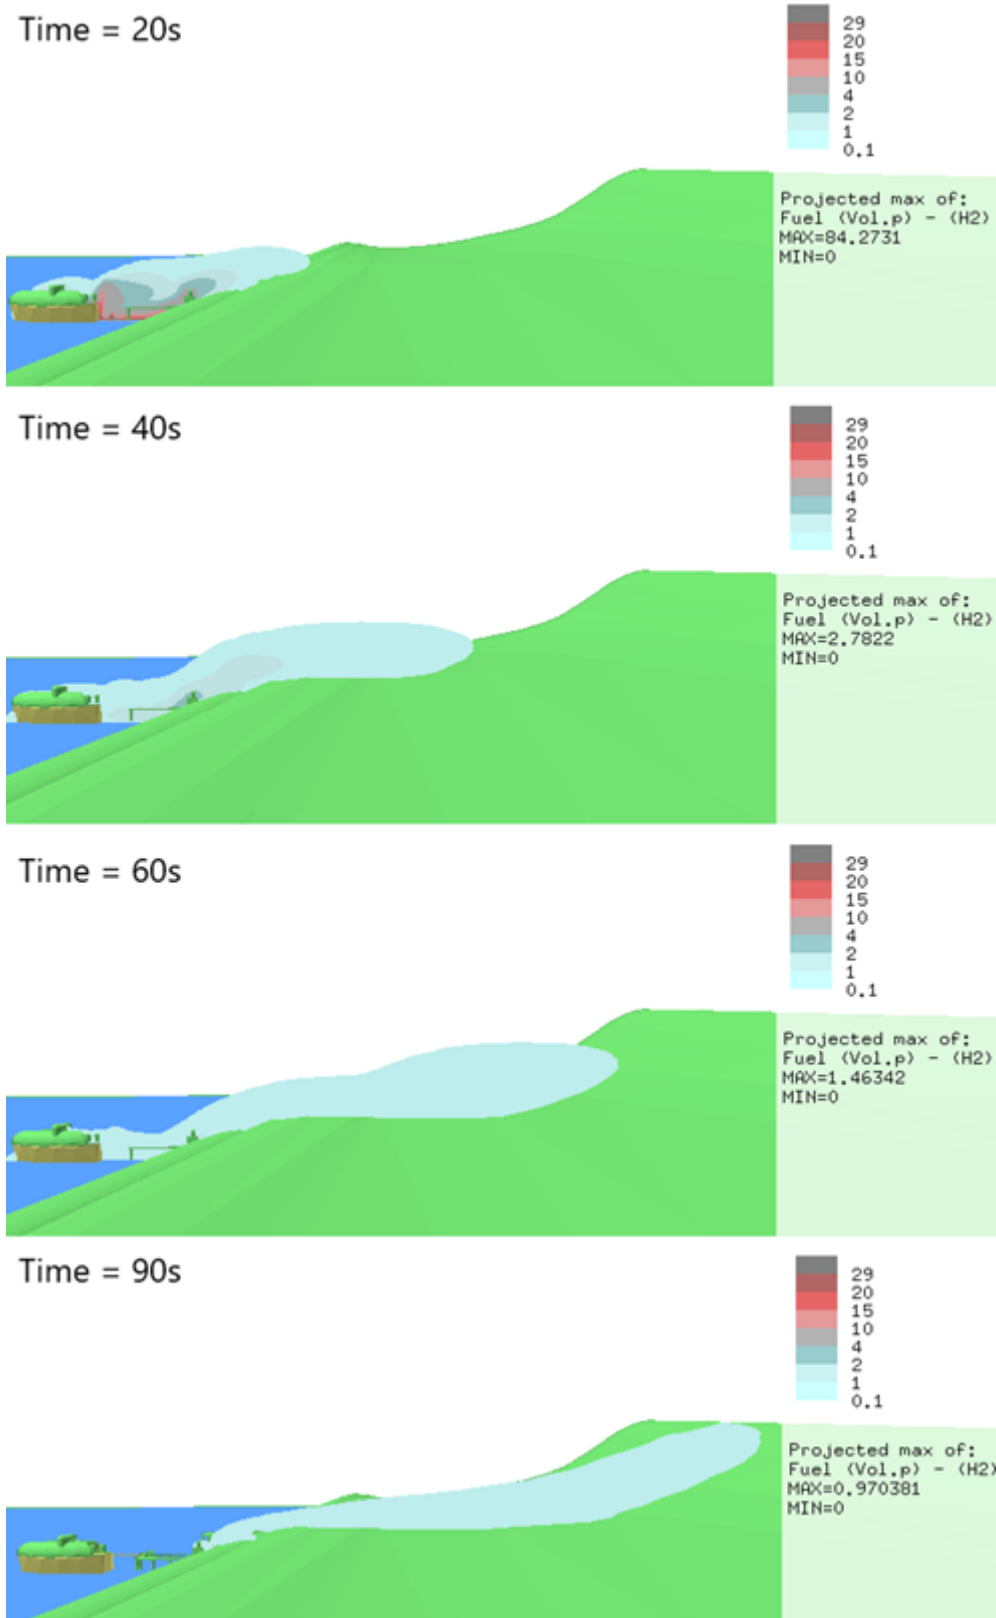 Time = 20s
29
20
15
10
4
2
1
0.1
Projected max of:
Fuel (Vol.p) - (H2)
MAX=84.2731
MIN=0
Time = 40s
29
20
15
10
4
2
1
0.1
Projected max of:
Fuel (Vol.p) - (H2)
MAX=2.7822
MIN=0
Time = 60s
29
20
15
10
4
2
1
0.1
Projected max of:
Fuel (Vol.p) - (H2)
MAX=1.46342
MIN=0
Time = 90s
29
20
15
10
4
2
1
0.1
Projected max of:
Fuel (Vol.p) - (H2)
MAX=0.970381
MIN=0